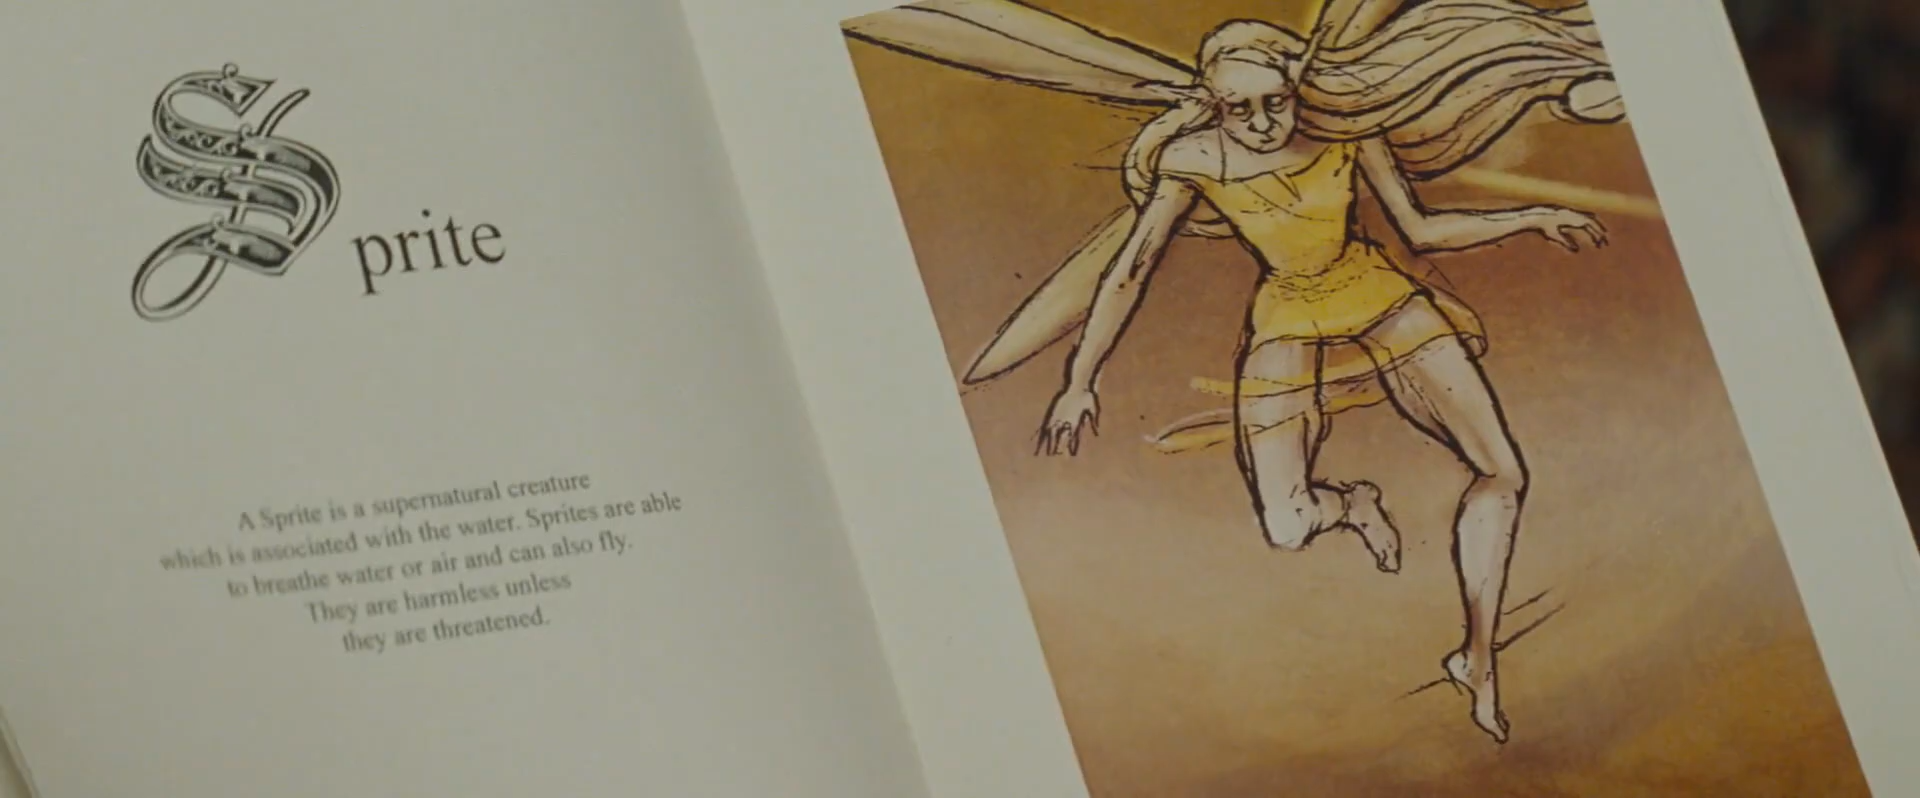 Sprite
A Sprite is a supernatural creature
which is associated with the water. Sprites are able
to breathe water or air and can also fly.
They are harmless unless
they are threatened.